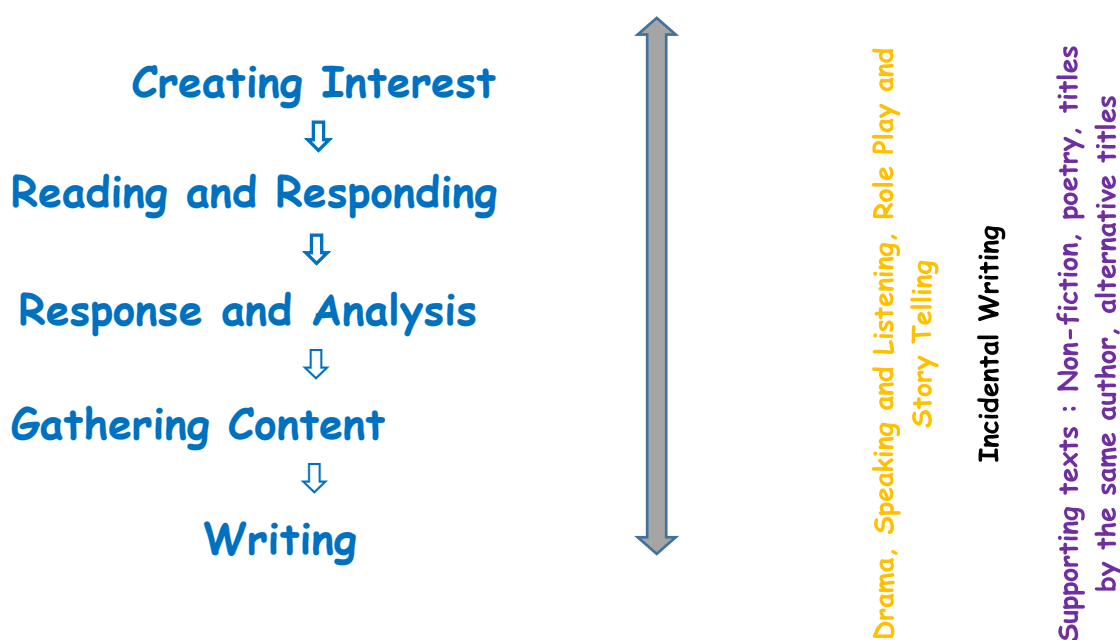 Creating Interest
Reading and Responding
Response and Analysis
Gathering Content
Writing
Drama, Speaking and Listening, Role Play and
Story Telling
Incidental Writing
Supporting texts : Non-fiction, poetry, titles
by the same author, alternative titles